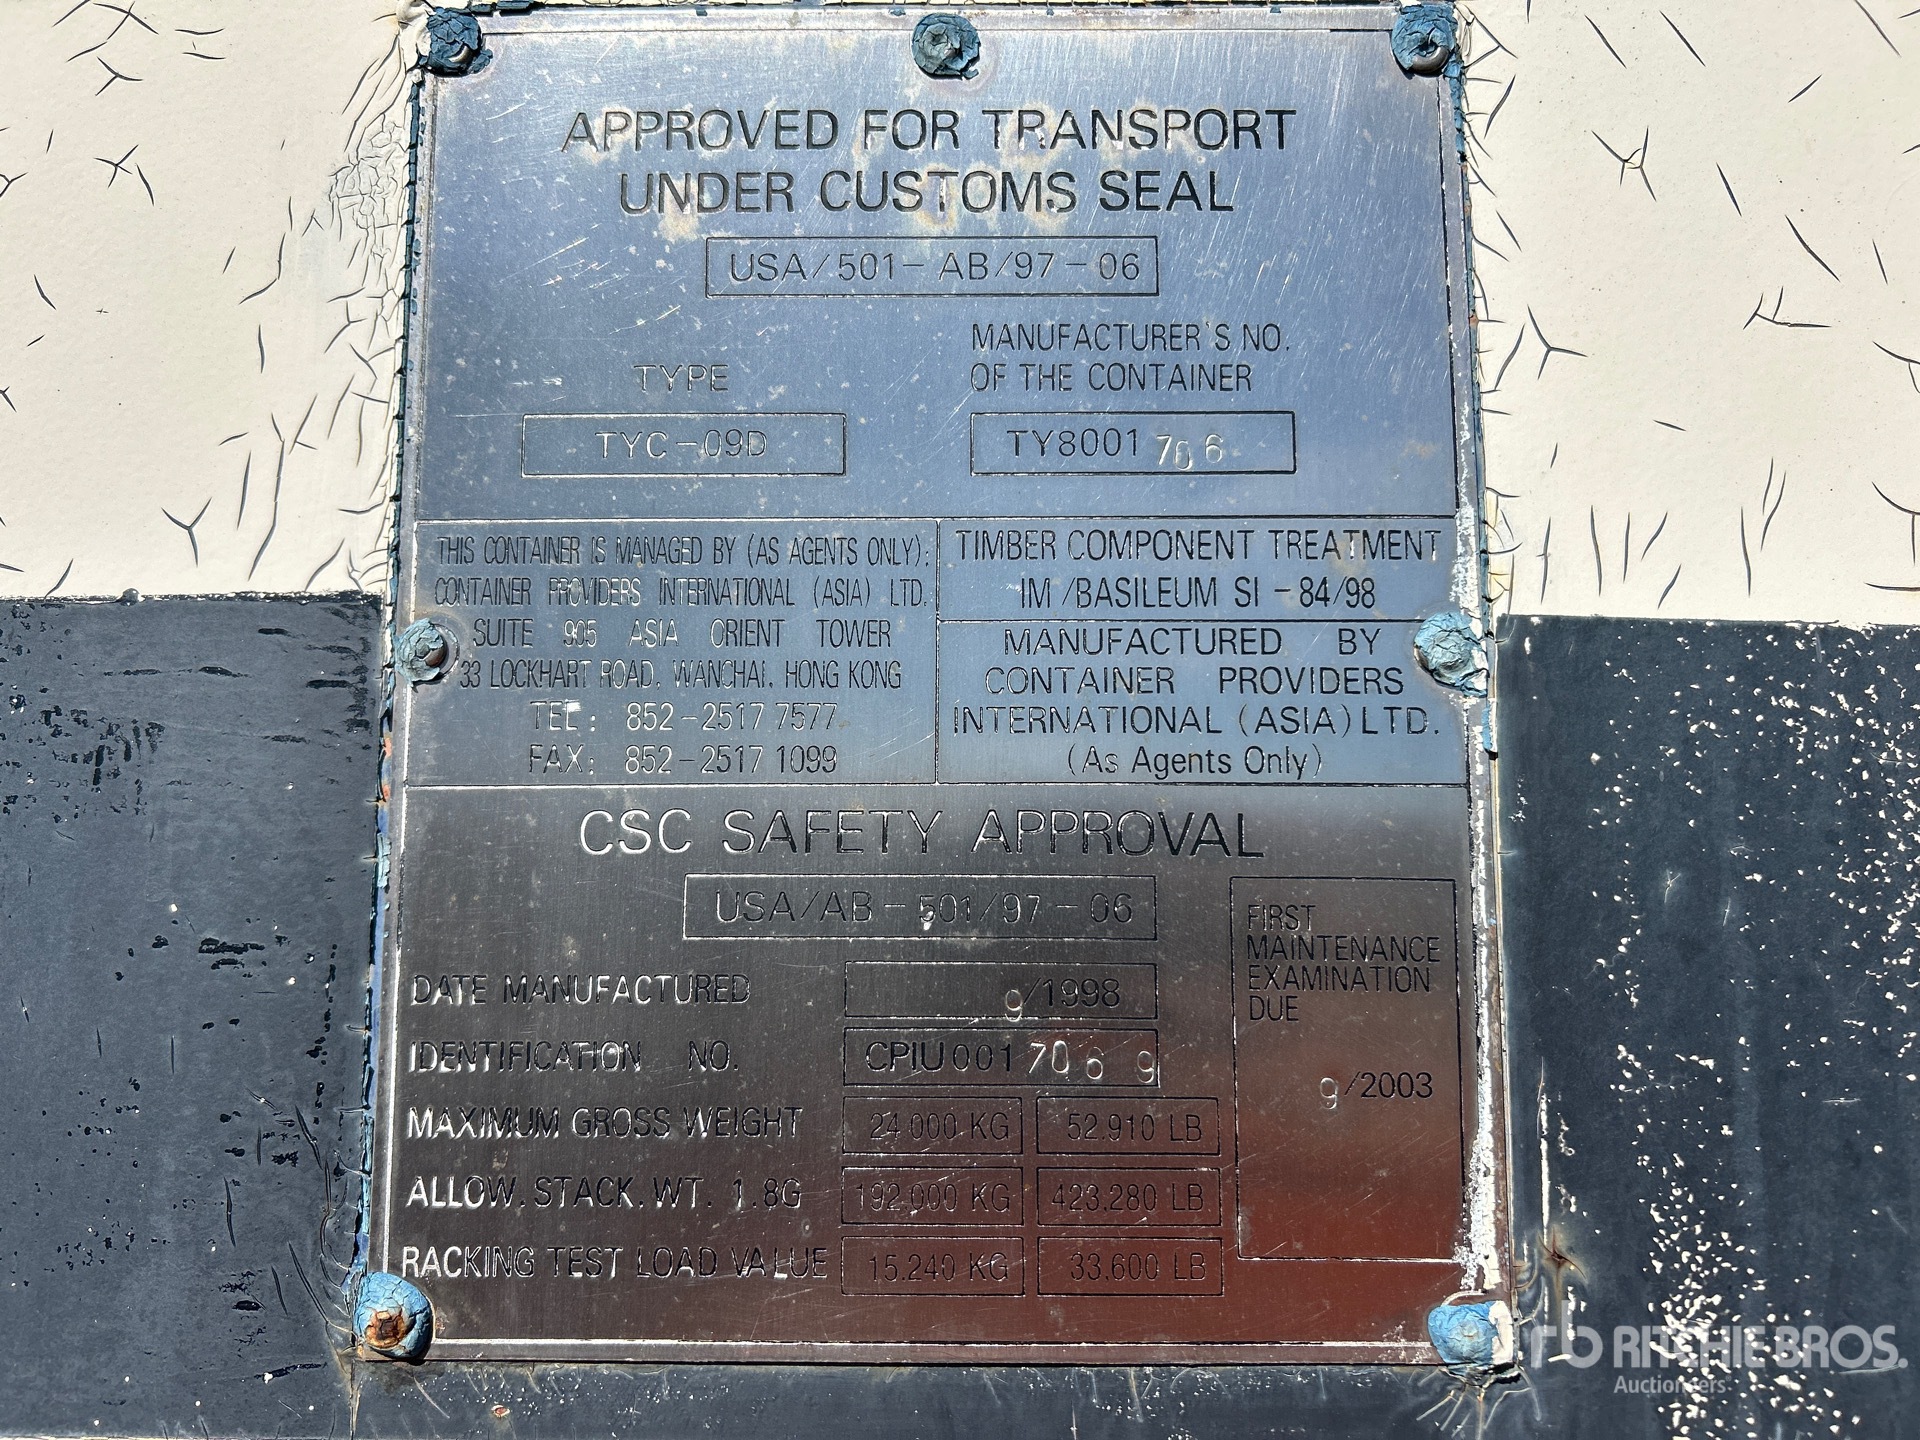 APPROVED FOR TRANSPORT
UNDER CUSTOMS SEAL
USA/501-AB/97-06
TYPE
TYC-09D
MANUFACTURER'S NO.
OF THE CONTAINER
TY8001706
THIS CONTAINER IS MANAGED BY (AS AGENTS ONLY):
CONTAINER PROVIDERS INTERNATIONAL (ASIA) LTD.
SUITE 905 ASIA ORIENT TOWER
33 LOCKHART ROAD, WANCHAI, HONG KONG
TEL: 852-2517 7577
FAX: 852-2517 1099
TIMBER COMPONENT TREATMENT
IM/BASILEUM SI-84/98
MANUFACTURED BY
CONTAINER PROVIDERS
INTERNATIONAL (ASIA) LTD.
(As Agents Only)
CSC SAFETY APPROVAL
USA/AB-501/97-06
DATE MANUFACTURED 9/1998
IDENTIFICATION NO. CPIU0017069
MAXIMUM GROSS WEIGHT 24.000 KG 52.910 LB
ALLOW. STACK. WT. 1.8G 192.000 KG 423.280 LB
RACKING TEST LOAD VALUE 15.240 KG 33,600 LB
FIRST
MAINTENANCE
EXAMINATION
DUE
9/2003
rb RITCHIE BROS.
Auctioneers